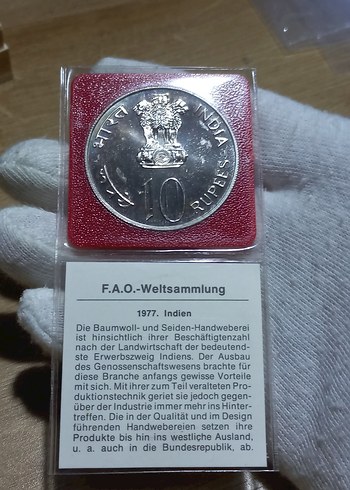 भारत
INDIA
रुपये
10
RUPEES
F.A.O.-Weltsammlung
1977. Indien
Die Baumwoll- und Seiden-Handweberei
ist hinsichtlich ihrer Beschäftigtenzahl
nach der Landwirtschaft der bedeutend-
ste Erwerbszweig Indiens. Der Ausbau
des Genossenschaftswesens brachte für
diese Branche anfangs gewisse Vorteile
mit sich. Mit ihrer zum Teil veralteten Pro-
duktionstechnik geriet sie jedoch gegen-
über der Industrie immer mehr ins Hinter-
treffen. Die in der Qualität und im Design
führenden Handwebereien setzen ihre
Produkte bis hin ins westliche Ausland,
u. a. auch in die Bundesrepublik, ab.